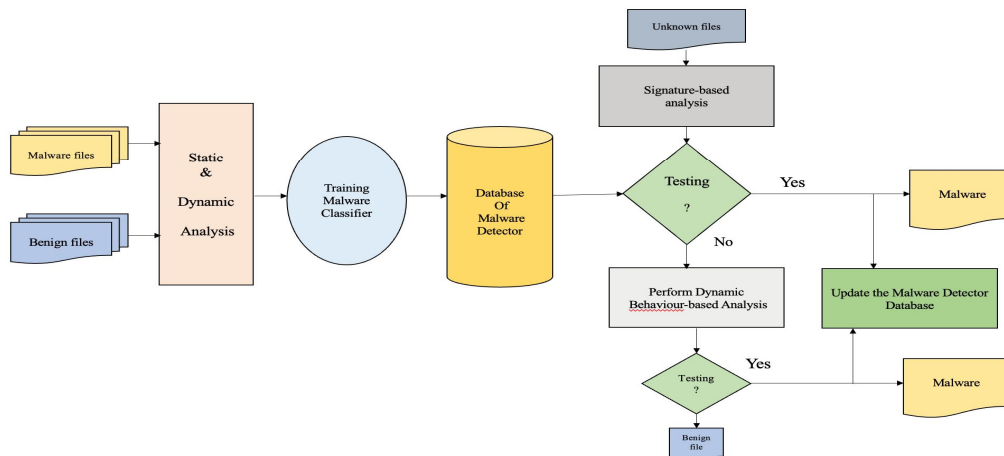 Unknown files
Signature-based
analysis
Malware files
Benign files
Static
&
Dynamic
Analysis
Training
Malware
Classifier
Database
Of
Malware
Detector
Testing
?
Yes
Malware
No
Perform Dynamic
Behaviour-based Analysis
Update the Malware Detector
Database
Testing
?
Yes
Malware
Benign
file